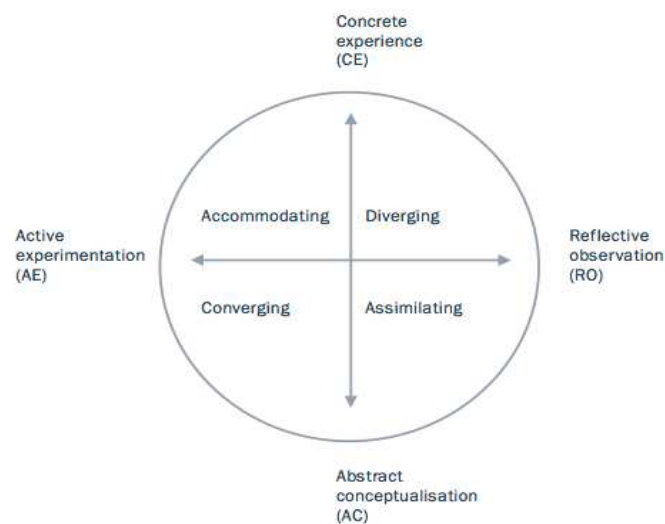 Concrete
experience
(CE)
Accommodating
Diverging
Active
experimentation
(AE)
Reflective
observation
(RO)
Converging
Assimilating
Abstract
conceptualisation
(AC)